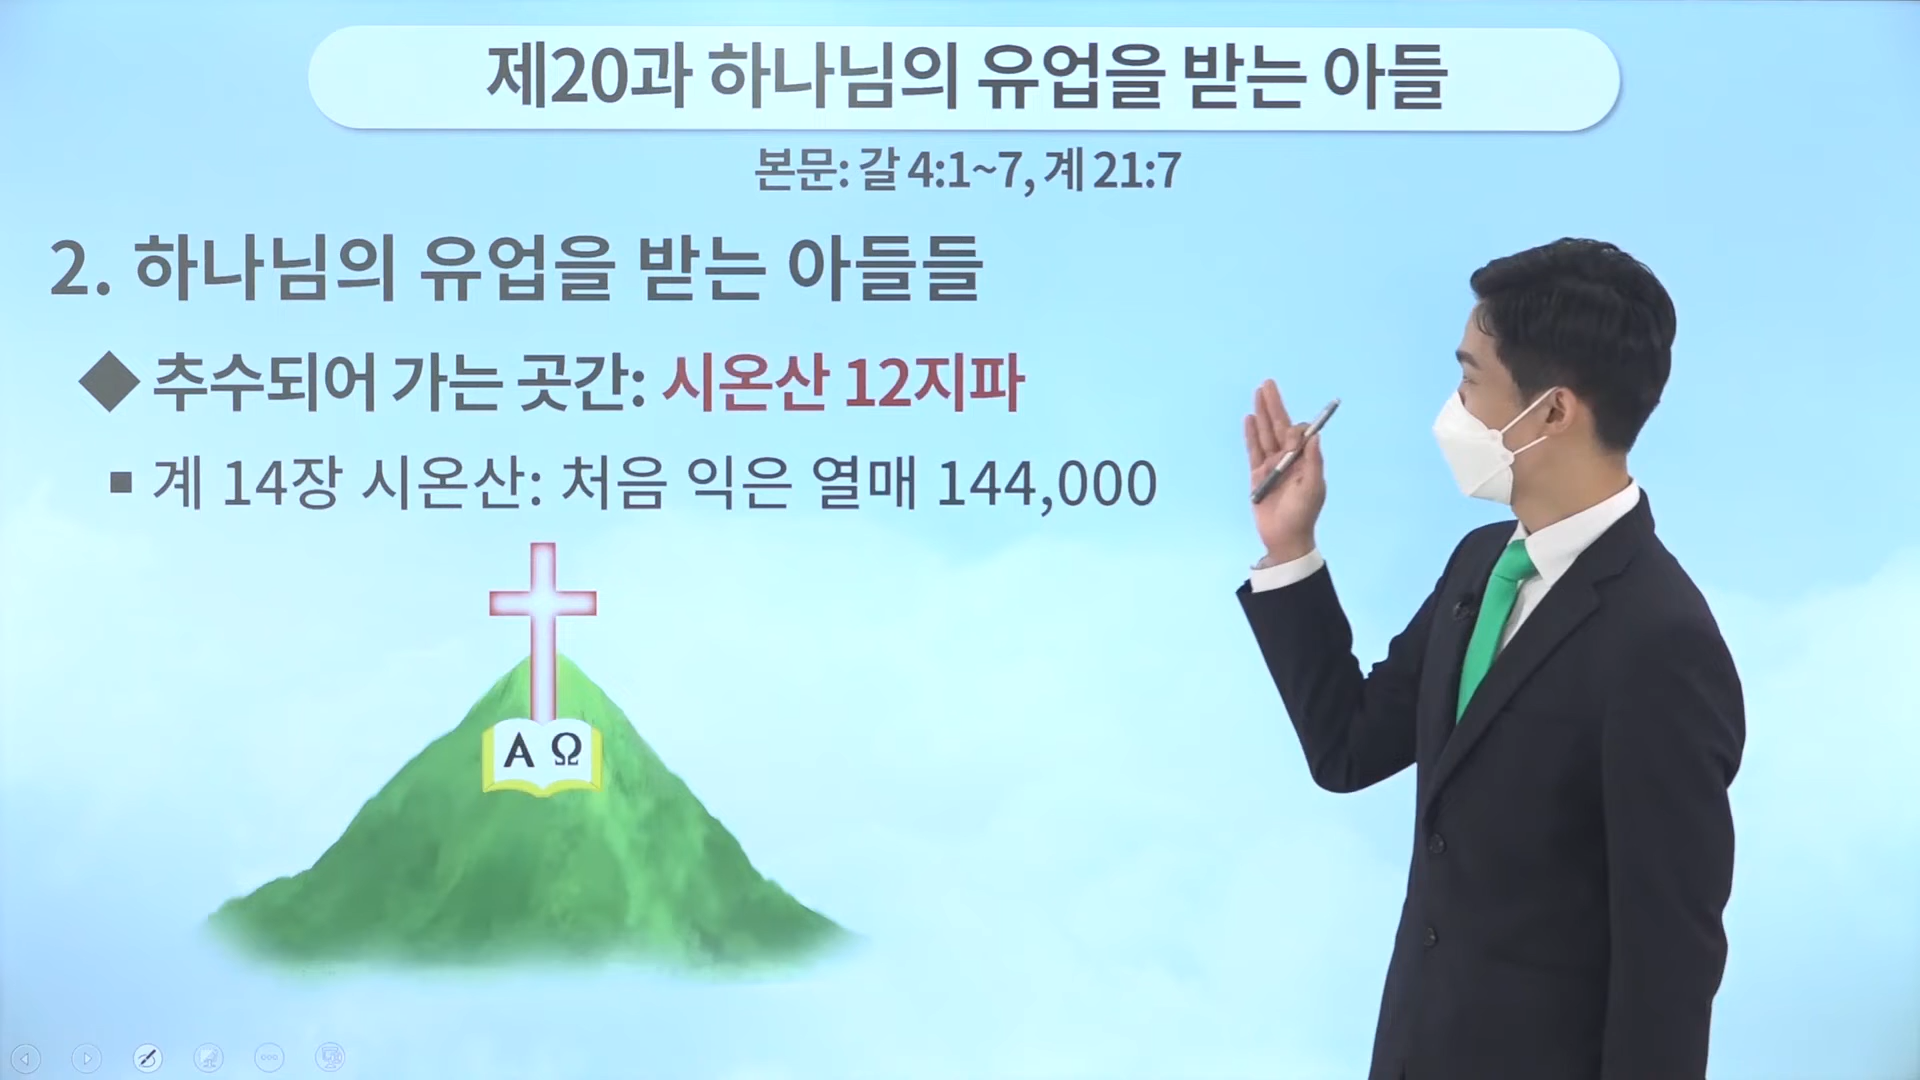 제20과 하나님의 유업을 받는 아들
본문: 갈 4:1~7, 계 21:7
2. 하나님의 유업을 받는 아들들
◆ 추수되어 가는 곳간: 시온산 12지파
▪ 계 14장 시온산: 처음 익은 열매 144,000
Α Ω